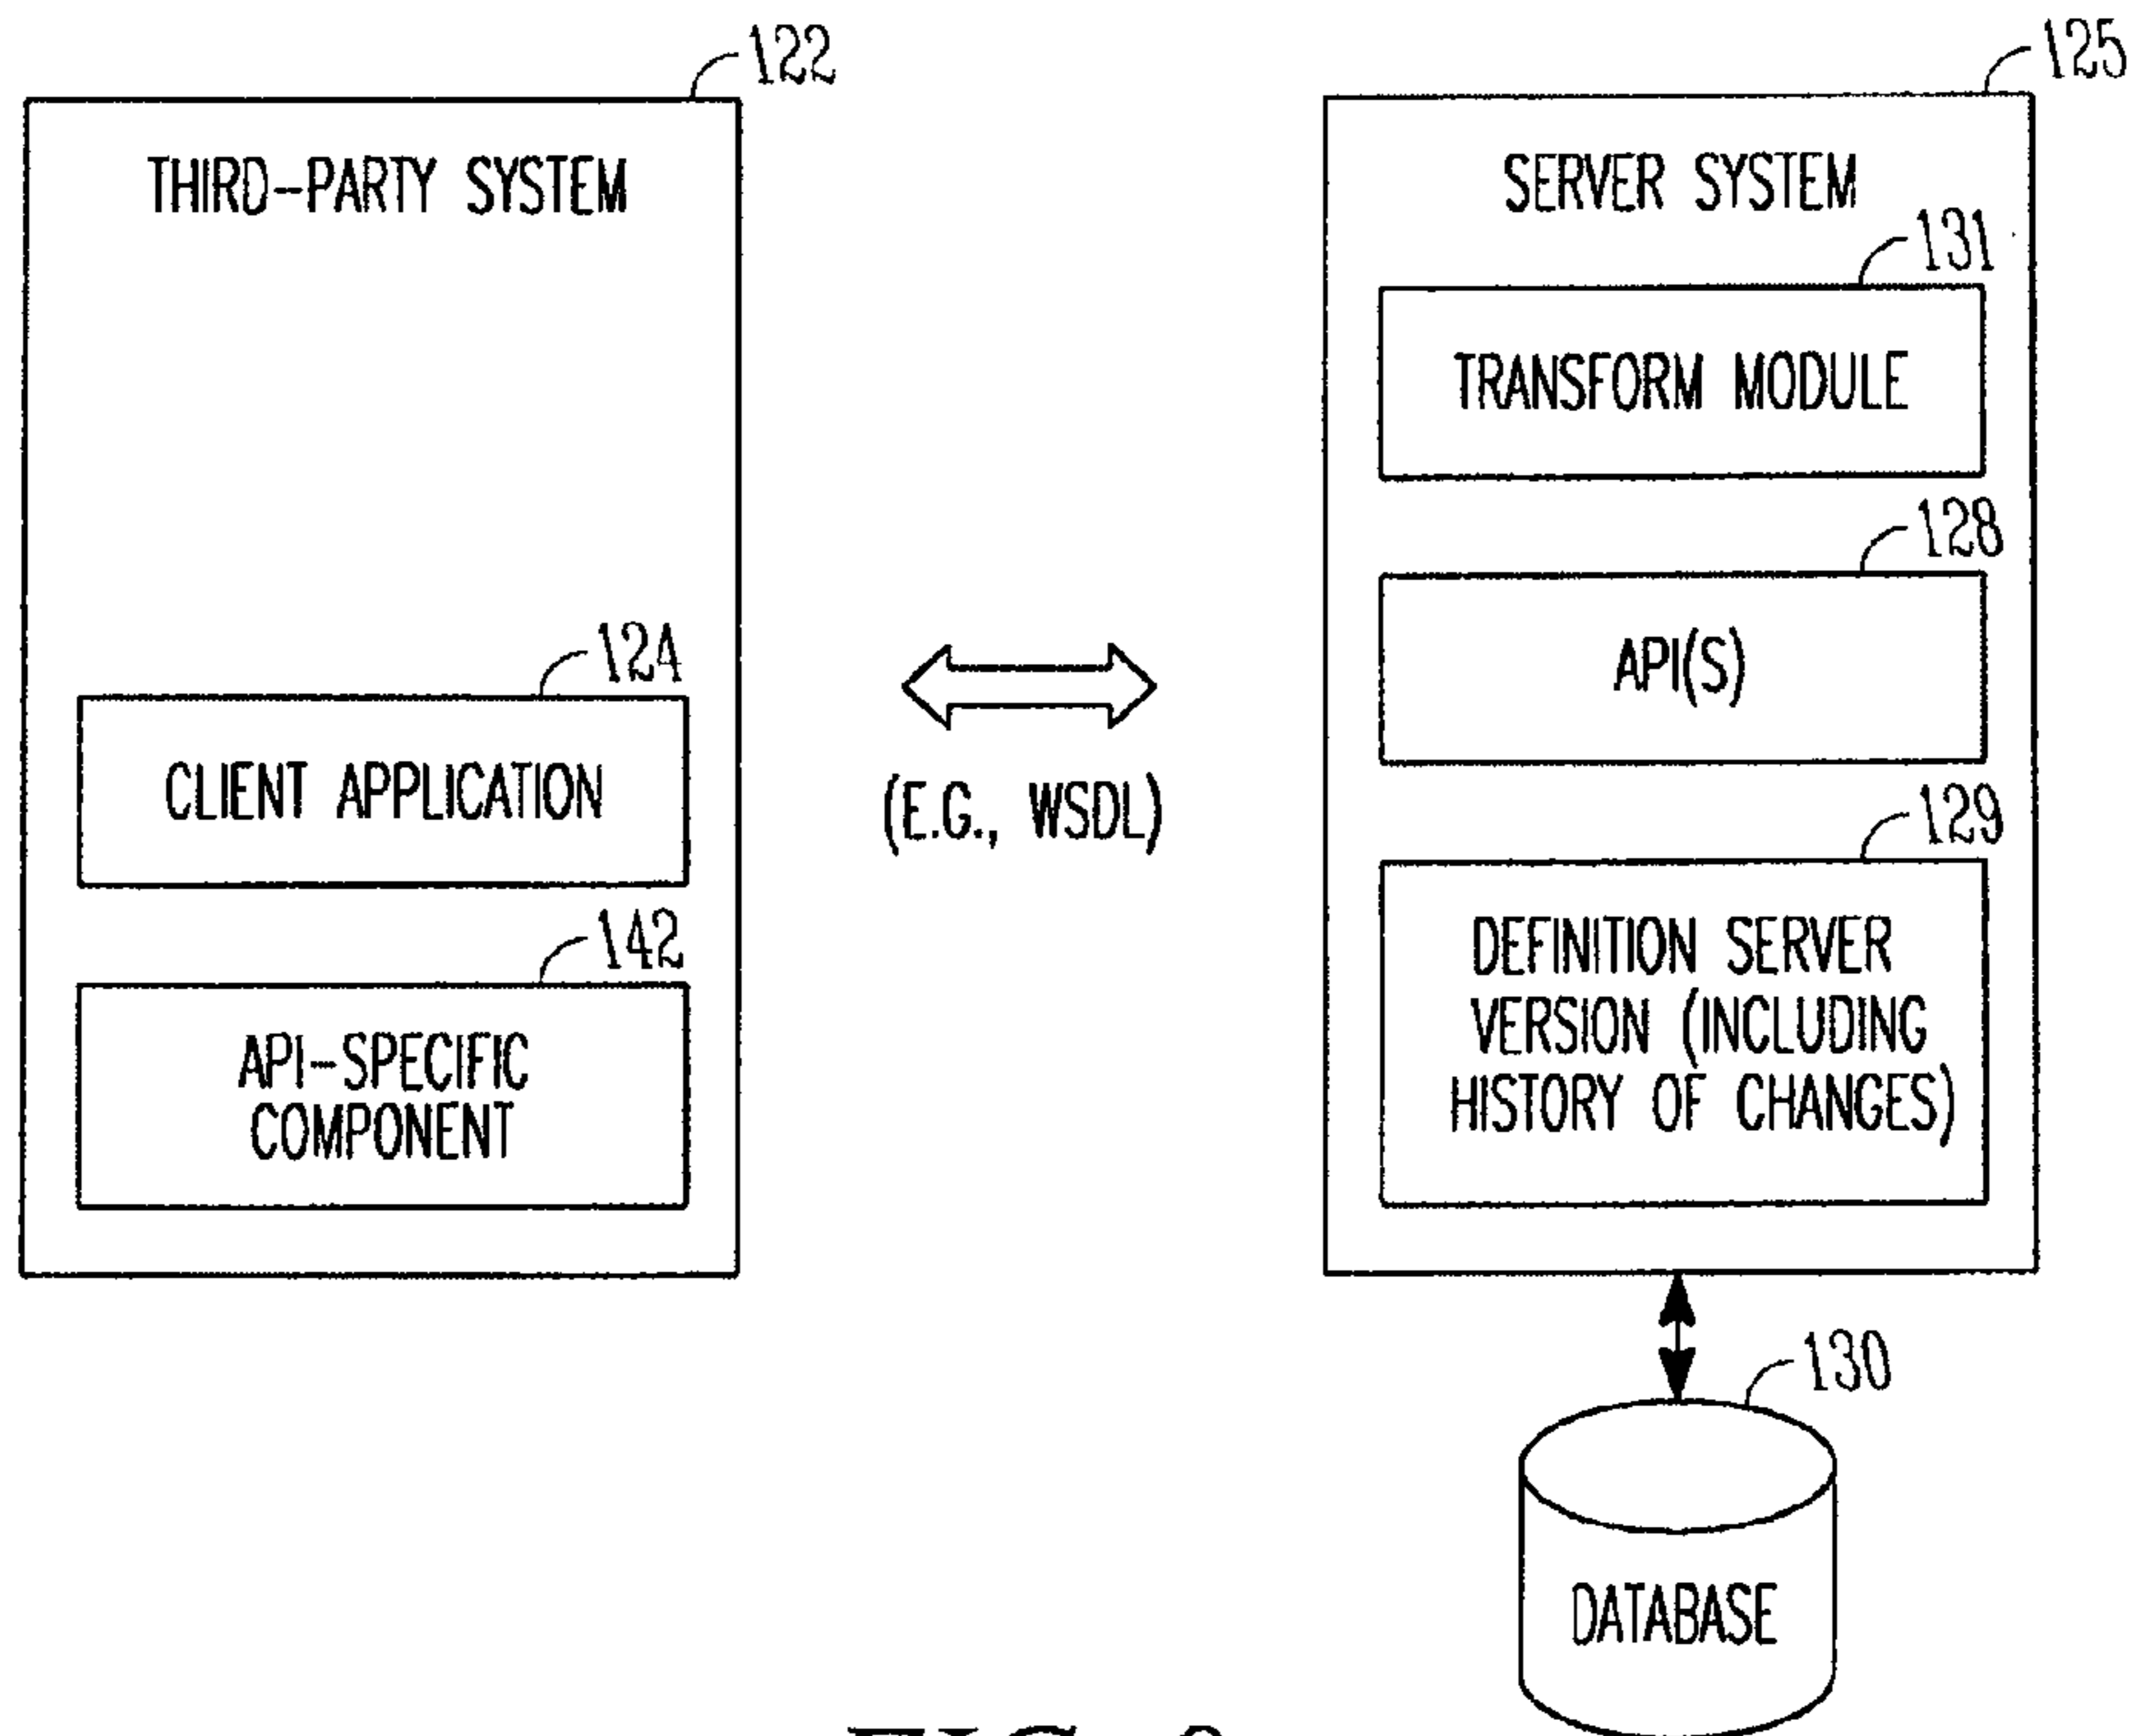 122
THIRD-PARTY SYSTEM
124
CLIENT APPLICATION
142
API-SPECIFIC
COMPONENT
(E.G., WSDL)
125
SERVER SYSTEM
131
TRANSFORM MODULE
128
API(S)
129
DEFINITION SERVER
VERSION (INCLUDING
HISTORY OF CHANGES)
130
DATABASE